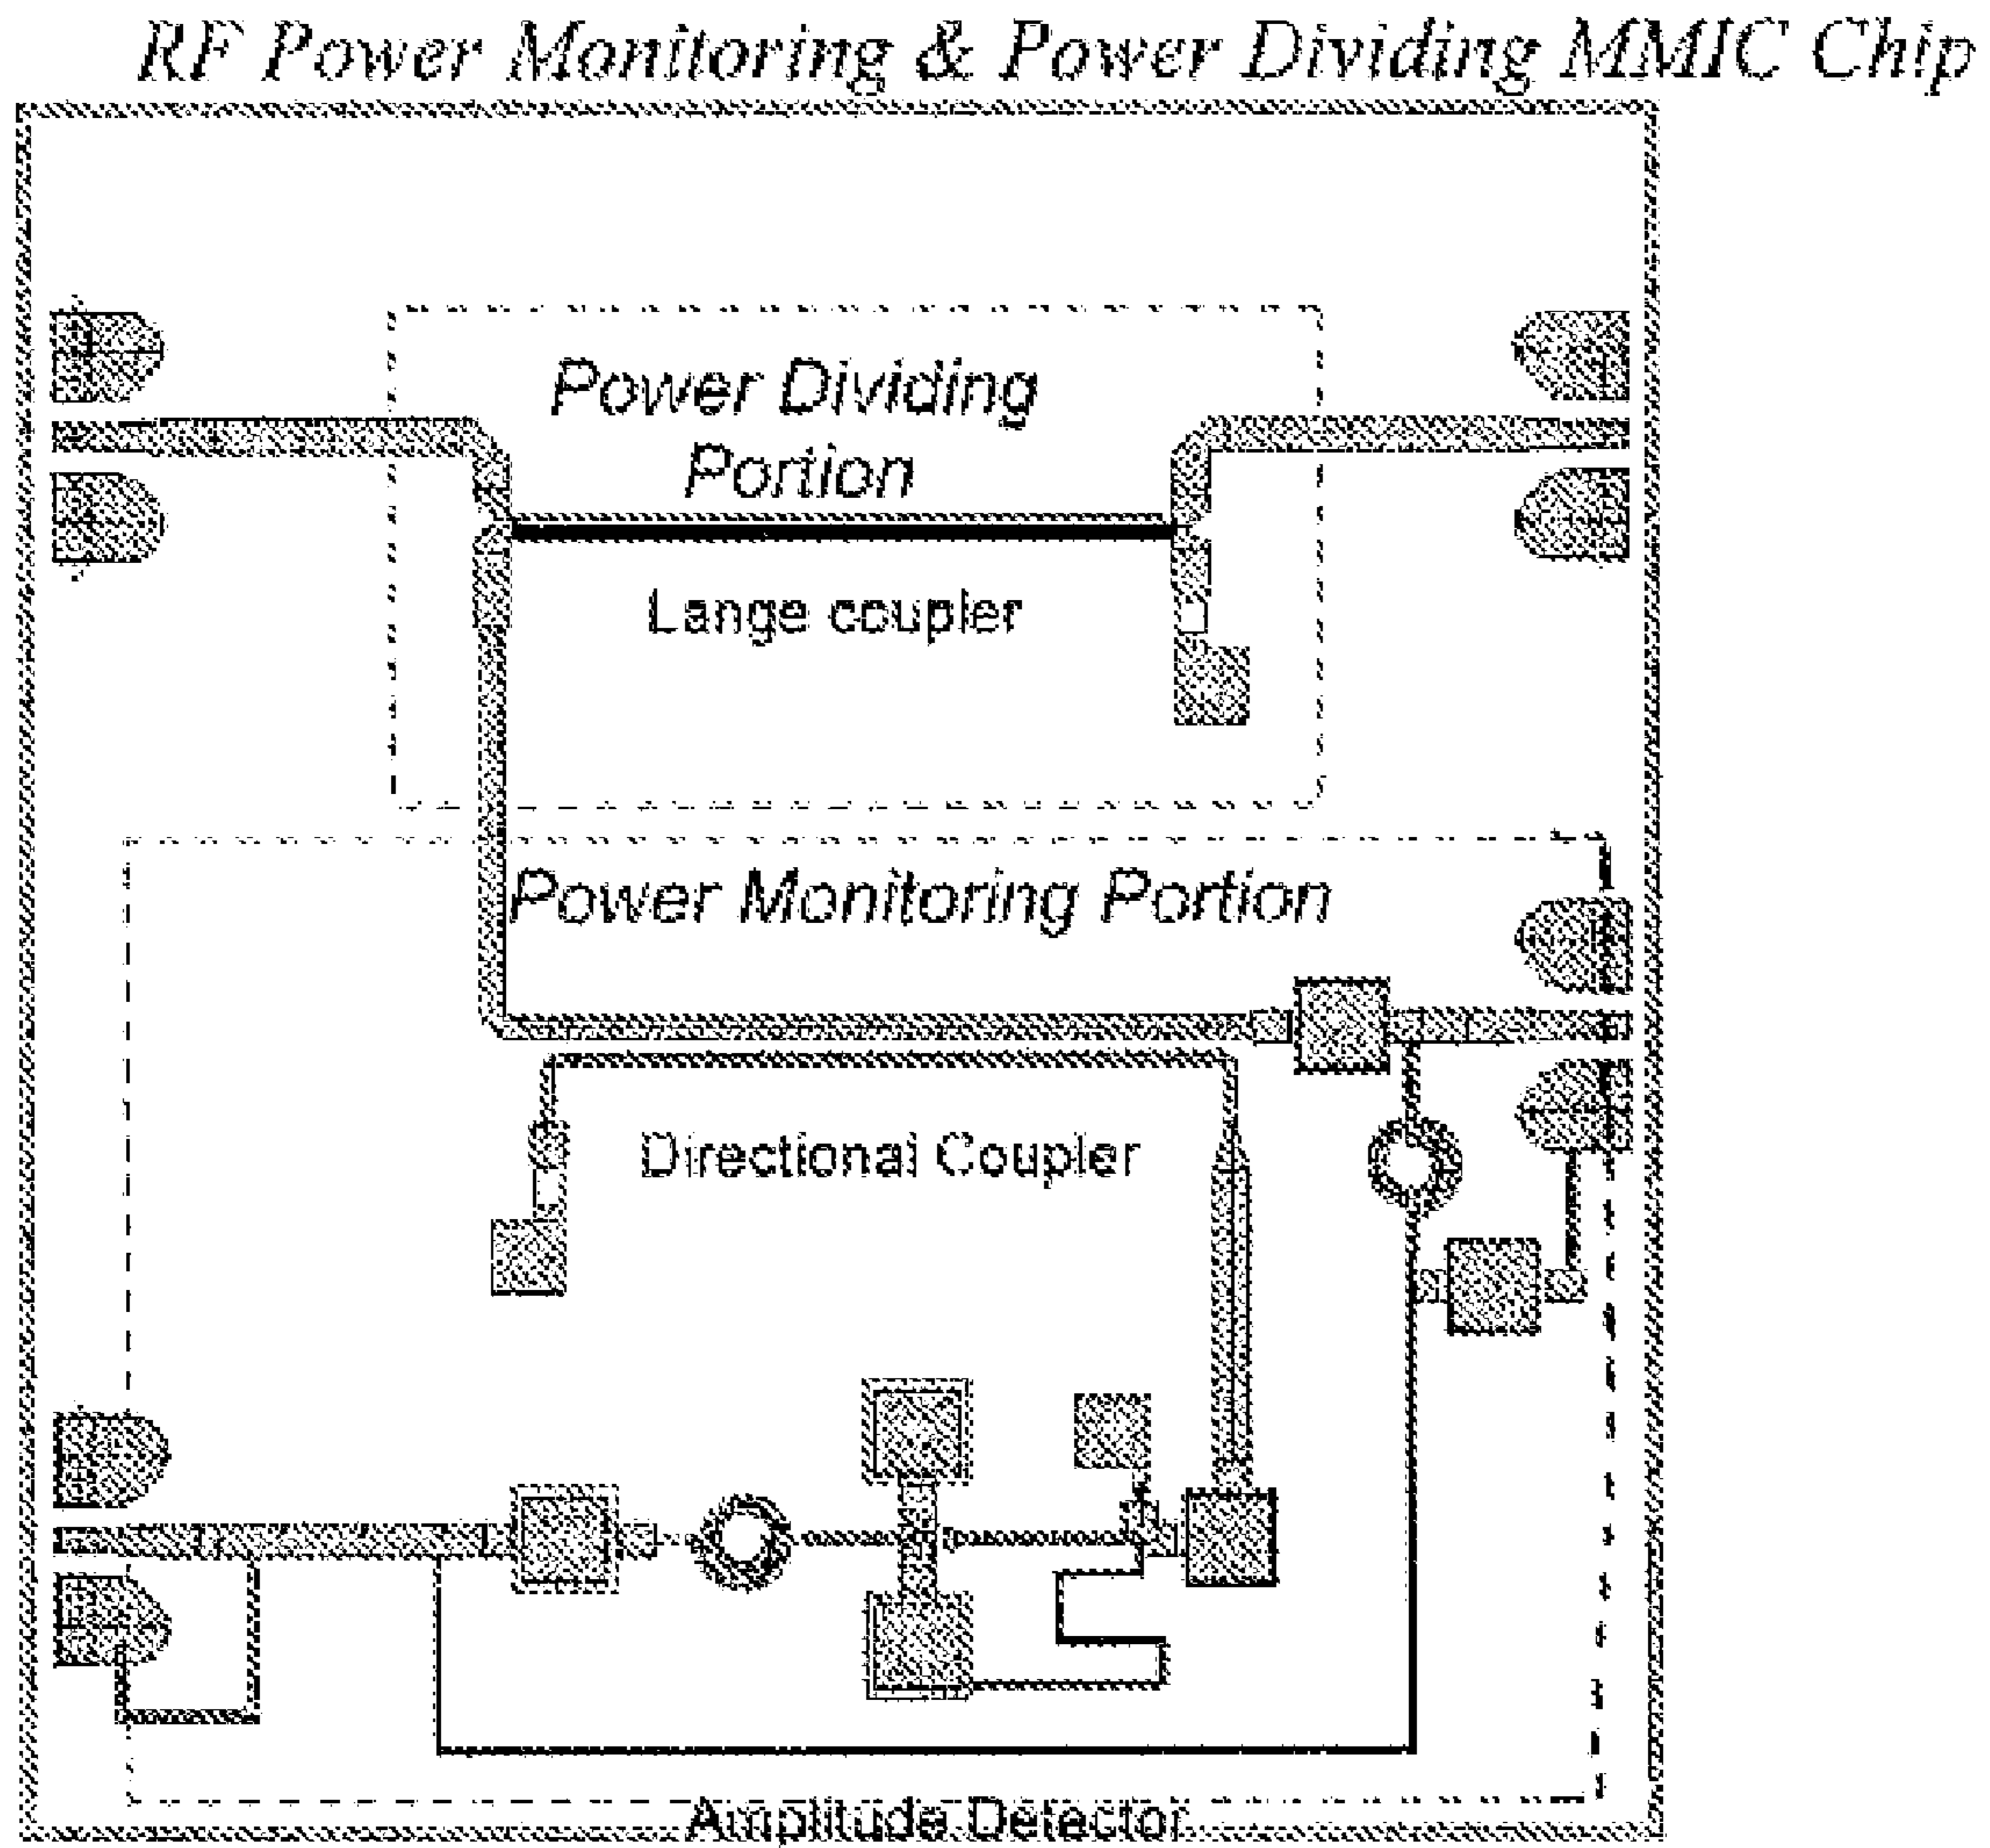 RF Power Monitoring & Power Dividing MMIC Chip
Power Dividing
Portion
Lange coupler
Power Monitoring Portion
Directional Coupler
Amplitude Detector